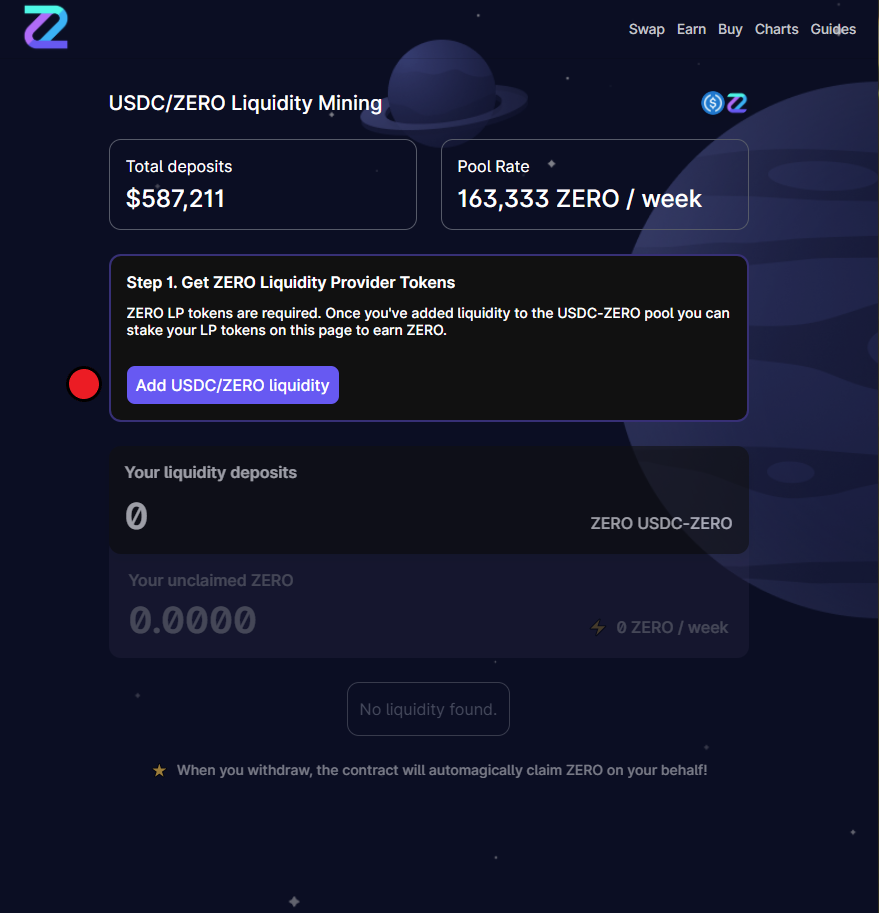 Swap Earn Buy Charts Guides
USDC/ZERO Liquidity Mining
Total deposits
$587,211
Pool Rate
163,333 ZERO / week
Step 1. Get ZERO Liquidity Provider Tokens
ZERO LP tokens are required. Once you've added liquidity to the USDC-ZERO pool you can
stake your LP tokens on this page to earn ZERO.
Add USDC/ZERO liquidity
Your liquidity deposits
0
ZERO USDC-ZERO
Your unclaimed ZERO
0.0000
0 ZERO / week
No liquidity found.
When you withdraw, the contract will automagically claim ZERO on your behalf!